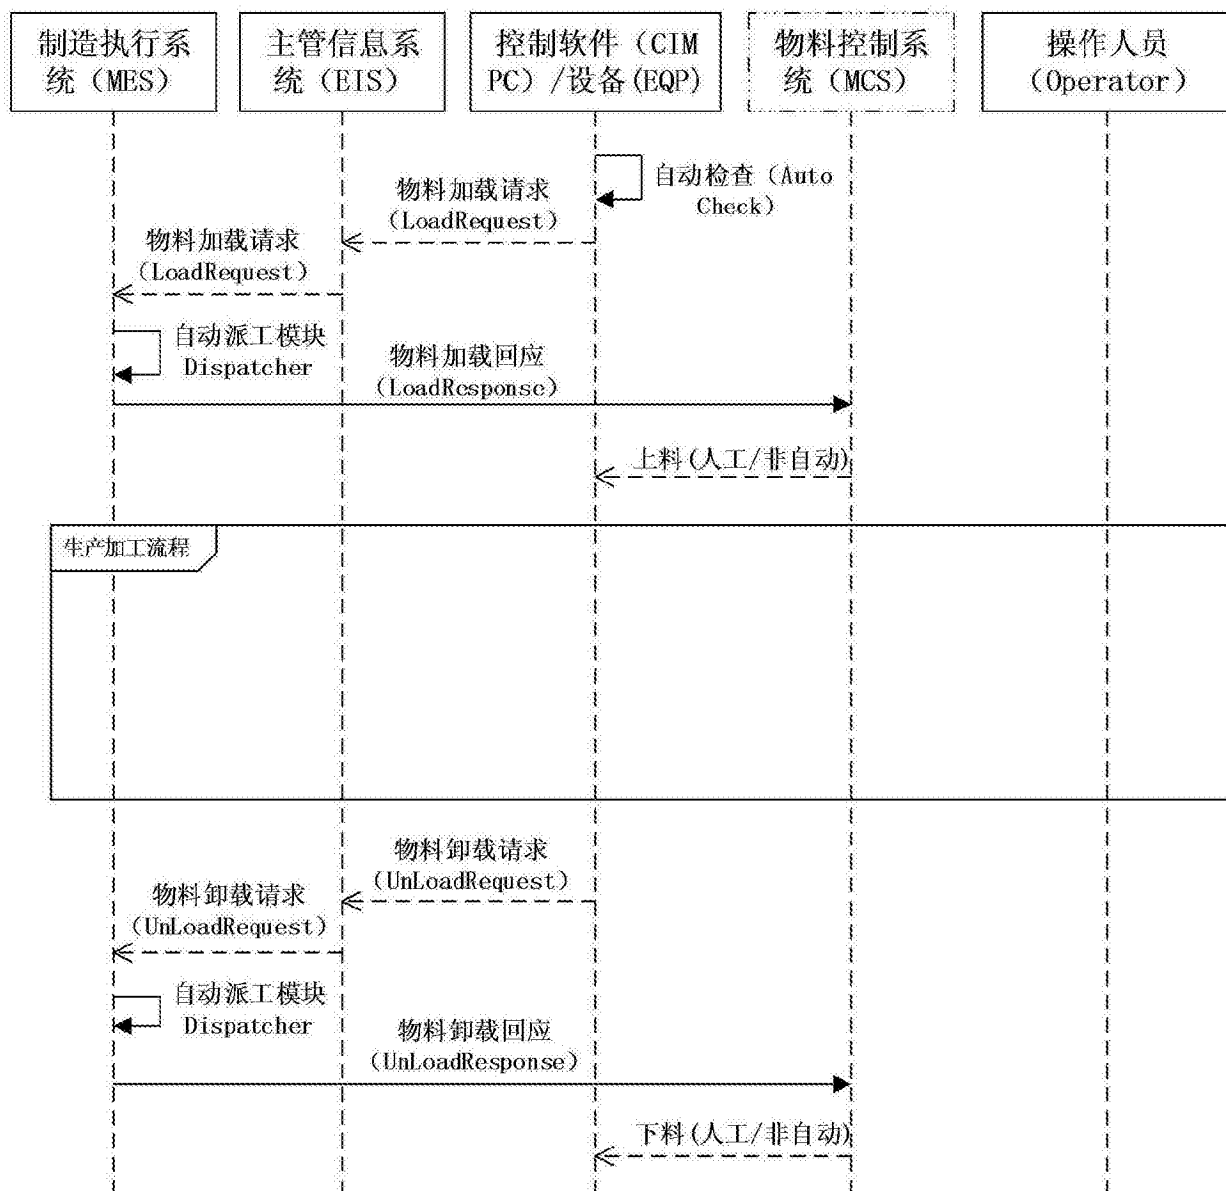 制造执行系
统（MES）
主管信息系
统（EIS）
控制软件（CIM
PC）/设备(EQP)
物料控制系
统（MCS）
操作人员
（Operator）
自动检查（Auto
Check）
物料加载请求
（LoadRequest）
物料加载请求
（LoadRequest）
自动派工模块
Dispatcher
物料加载回应
（LoadResponse）
上料(人工/非自动)
生产加工流程
物料卸载请求
（UnLoadRequest）
物料卸载请求
（UnLoadRequest）
自动派工模块
Dispatcher
物料卸载回应
（UnLoadResponse）
下料(人工/非自动)